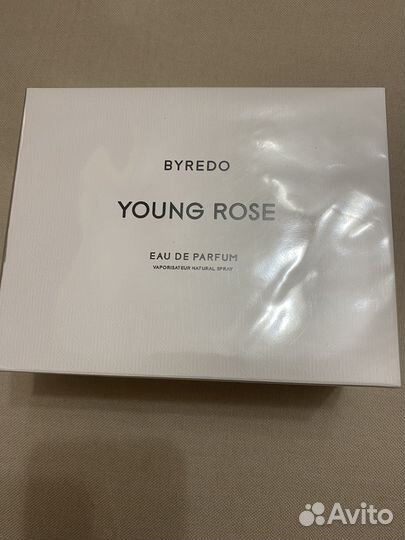 BYREDO
YOUNG ROSE
EAU DE PARFUM
VAPORISATEUR NATURAL SPRAY
Avito